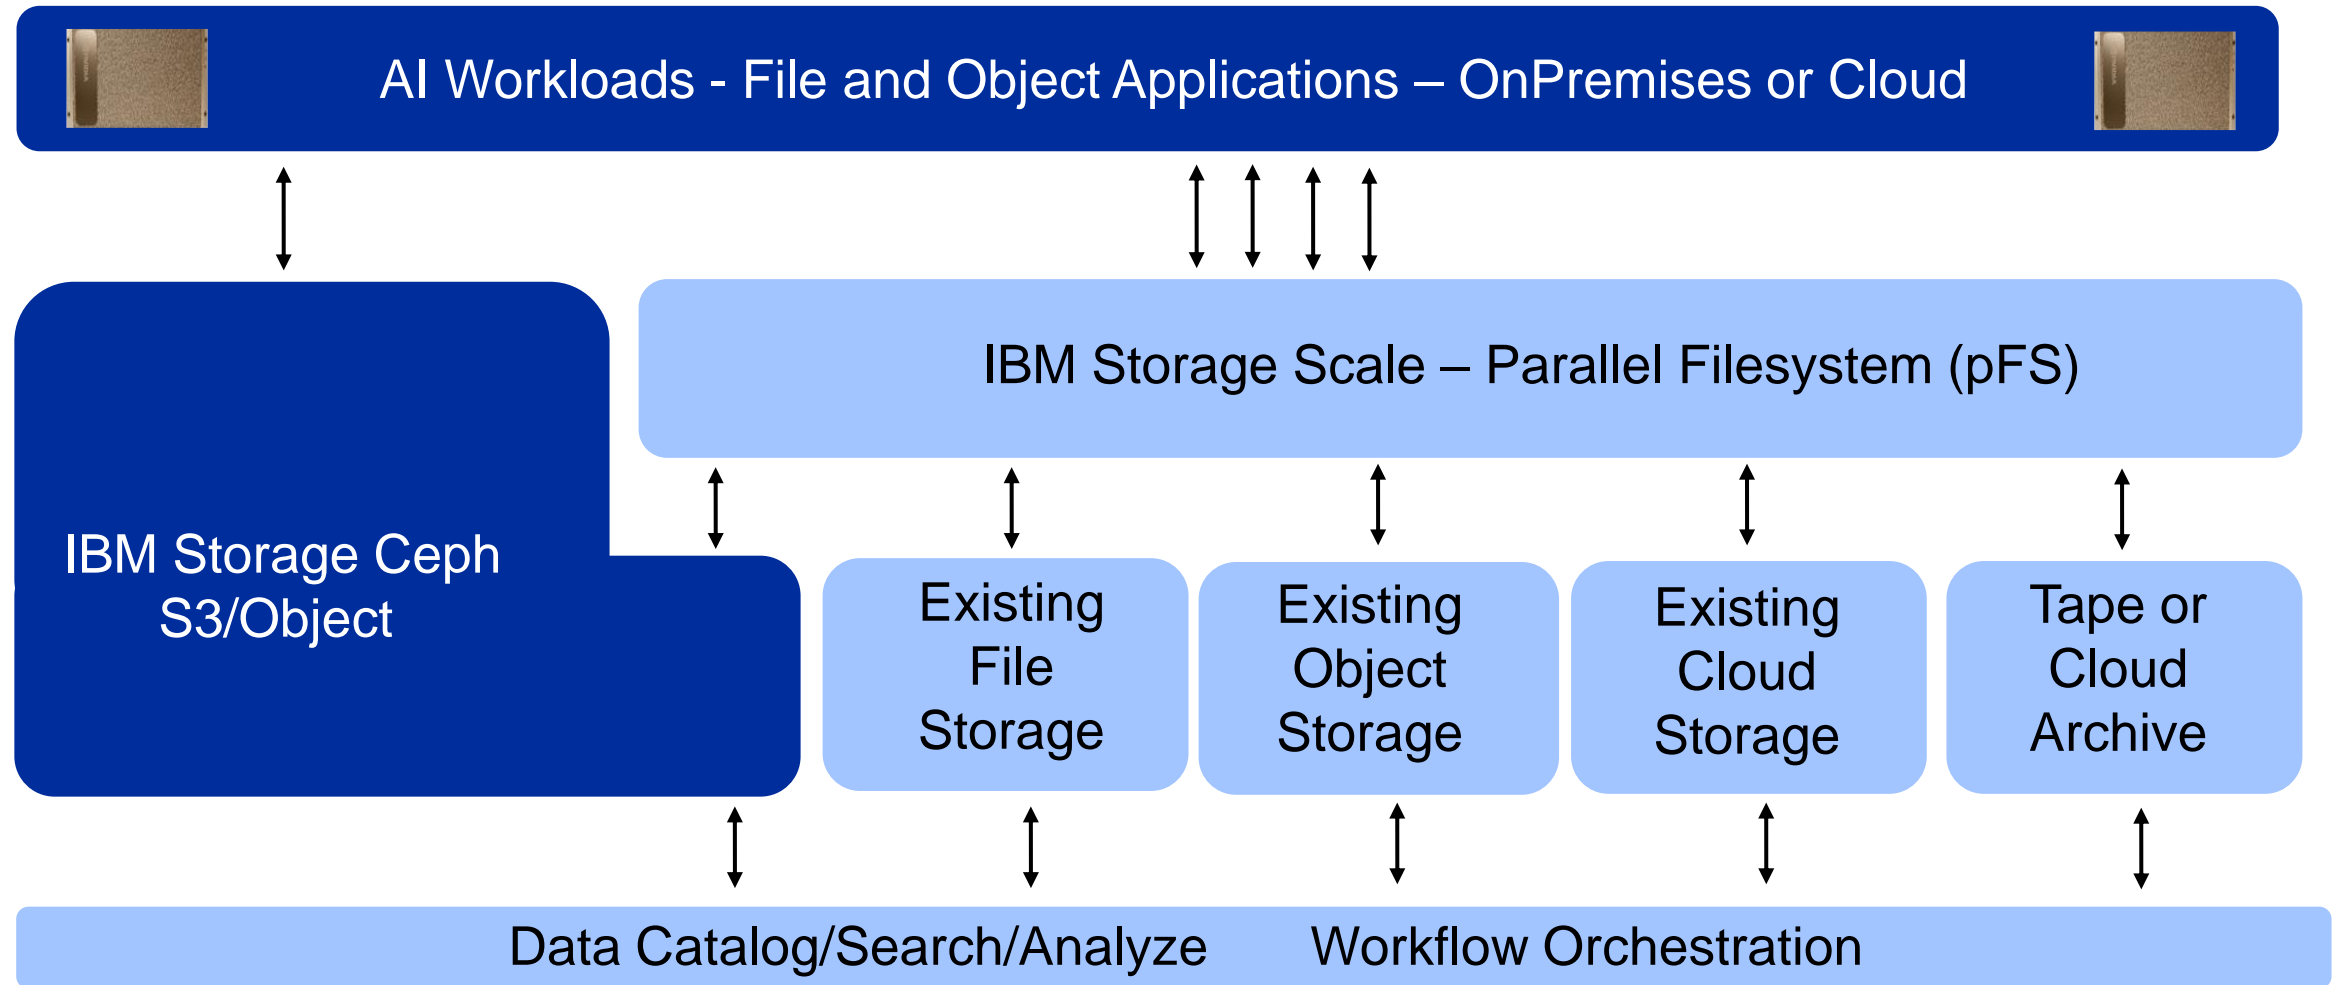 AI Workloads - File and Object Applications – OnPremises or Cloud
IBM Storage Scale – Parallel Filesystem (pFS)
IBM Storage Ceph
S3/Object
Existing
File
Storage
Existing
Object
Storage
Existing
Cloud
Storage
Tape or
Cloud
Archive
Data Catalog/Search/Analyze
Workflow Orchestration